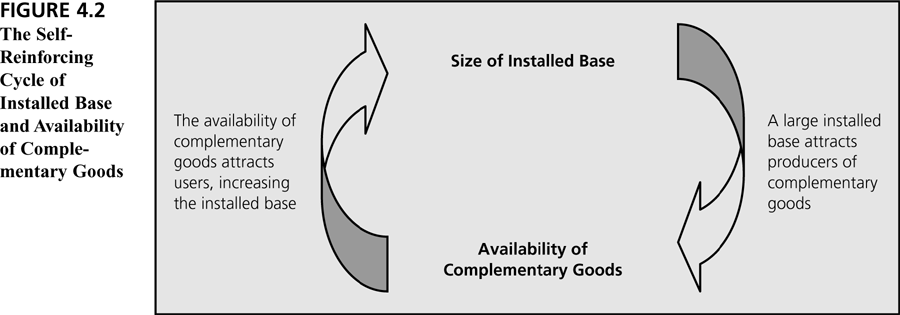 FIGURE 4.2
The Self-
Reinforcing
Cycle of
Installed Base
and Availability
of Comple-
mentary Goods
Size of Installed Base
The availability of
complementary
goods attracts
users, increasing
the installed base
A large installed
base attracts
producers of
complementary
goods
Availability of
Complementary Goods